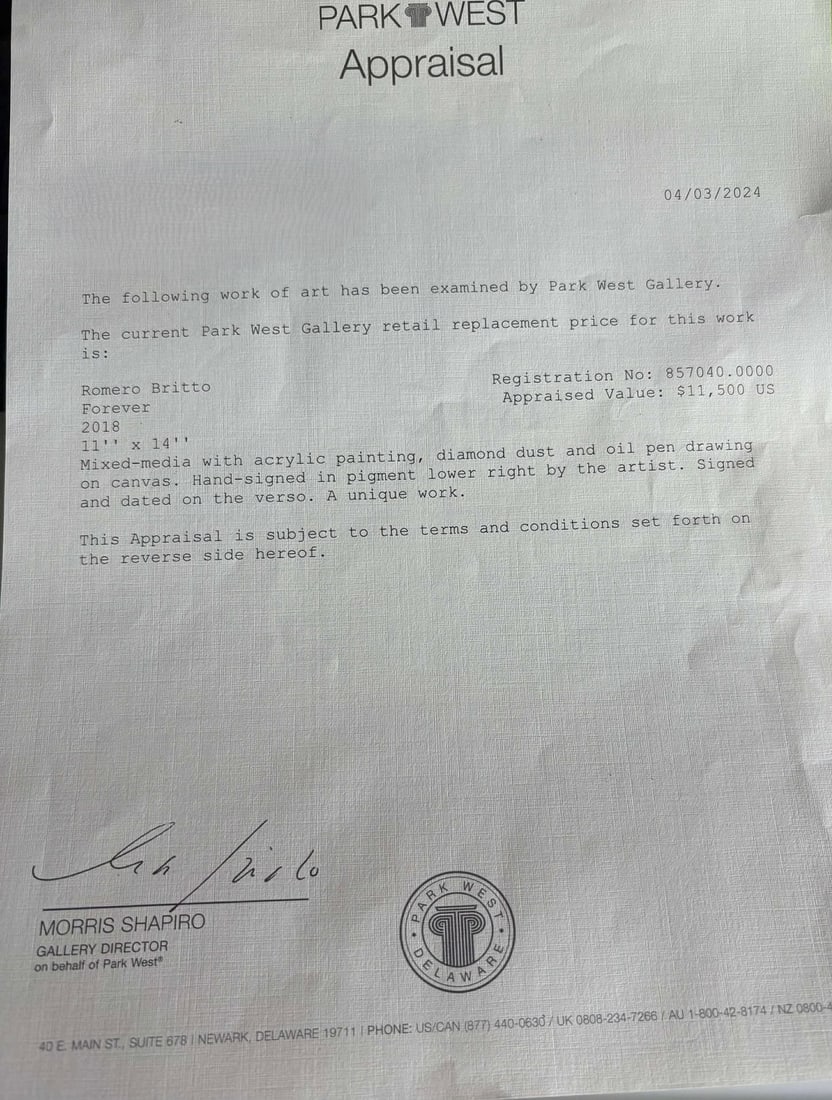 PARK WEST
Appraisal
04/03/2024
The following work of art has been examined by Park West Gallery.
The current Park West Gallery retail replacement price for this work
is:
Registration No: 857040.0000
Appraised Value: $11,500 US
Romero Britto
Forever
2018
11'' x 14''
Mixed-media with acrylic painting, diamond dust and oil pen drawing
on canvas. Hand-signed in pigment lower right by the artist. Signed
and dated on the verso. A unique work.
This Appraisal is subject to the terms and conditions set forth on
the reverse side hereof.
MORRIS SHAPIRO
GALLERY DIRECTOR
on behalf of Park West®
PARK WEST
DELAWARE
40 E. MAIN ST., SUITE 678 | NEWARK, DELAWARE 19711 | PHONE: US/CAN (877) 440-0630 / UK 0808-234-7266 / AU 1-800-42-8174 / NZ 0800-4